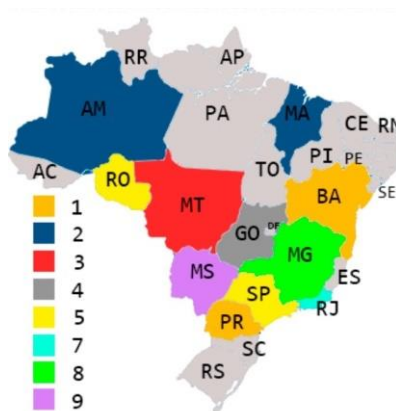 RR
AP
AM
PA
MA
CE
RN
AC
RO
TO
PI
PE
SE
MT
BA
GO
DF
MG
MS
ES
SP
RJ
PR
SC
RS
1
2
3
4
5
7
8
9